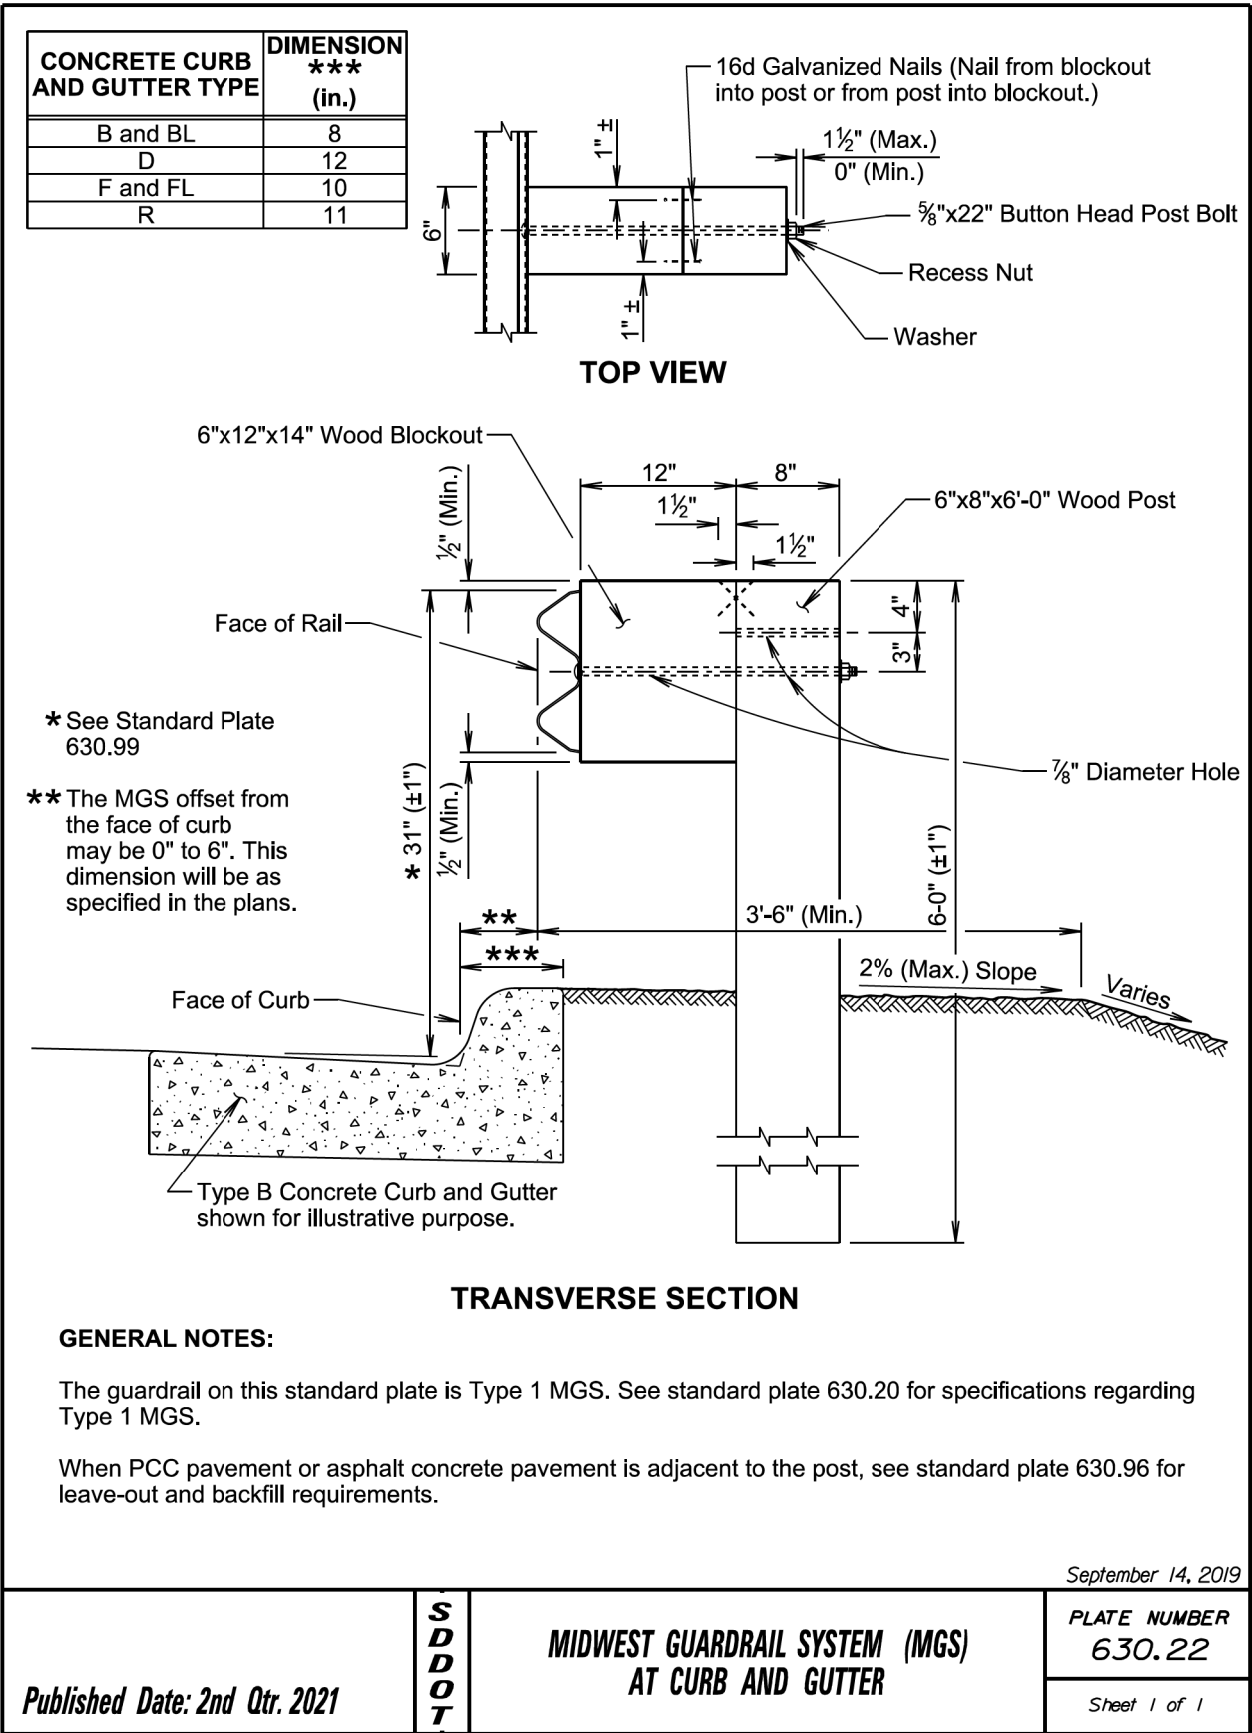 CONCRETE CURB
AND GUTTER TYPE
DIMENSION
***
(in.)
B and BL 8
D 12
F and FL 10
R 11
16d Galvanized Nails (Nail from blockout
into post or from post into blockout.)
1" ±
1½" (Max.)
0" (Min.)
6"
⅝"x22" Button Head Post Bolt
Recess Nut
1" ±
Washer
TOP VIEW
6"x12"x14" Wood Blockout
12"
8"
½" (Min.)
1½"
6"x8"x6'-0" Wood Post
1½"
4"
Face of Rail
3"
* See Standard Plate
630.99
⅞" Diameter Hole
** The MGS offset from
the face of curb
may be 0" to 6". This
dimension will be as
specified in the plans.
* 31" (±1")
½" (Min.)
6-0" (±1")
**
3'-6" (Min.)
***
2% (Max.) Slope
Varies
Face of Curb
Type B Concrete Curb and Gutter
shown for illustrative purpose.
TRANSVERSE SECTION
GENERAL NOTES:
The guardrail on this standard plate is Type 1 MGS. See standard plate 630.20 for specifications regarding
Type 1 MGS.
When PCC pavement or asphalt concrete pavement is adjacent to the post, see standard plate 630.96 for
leave-out and backfill requirements.
September 14, 2019
Published Date: 2nd Qtr. 2021
S
D
D
O
T
MIDWEST GUARDRAIL SYSTEM (MGS)
AT CURB AND GUTTER
PLATE NUMBER
630.22
Sheet 1 of 1